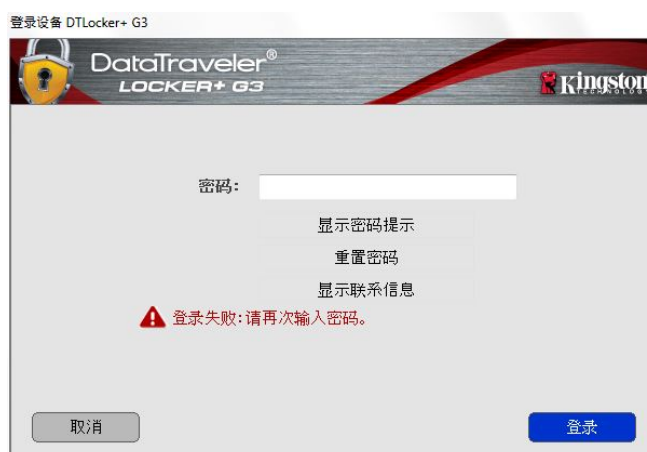 登录设备 DTLocker+ G3
DataTraveler®
LOCKER+ G3
Kingston
TECHNOLOGY
密码:
显示密码提示
重置密码
显示联系信息
登录失败:请再次输入密码。
取消
登录